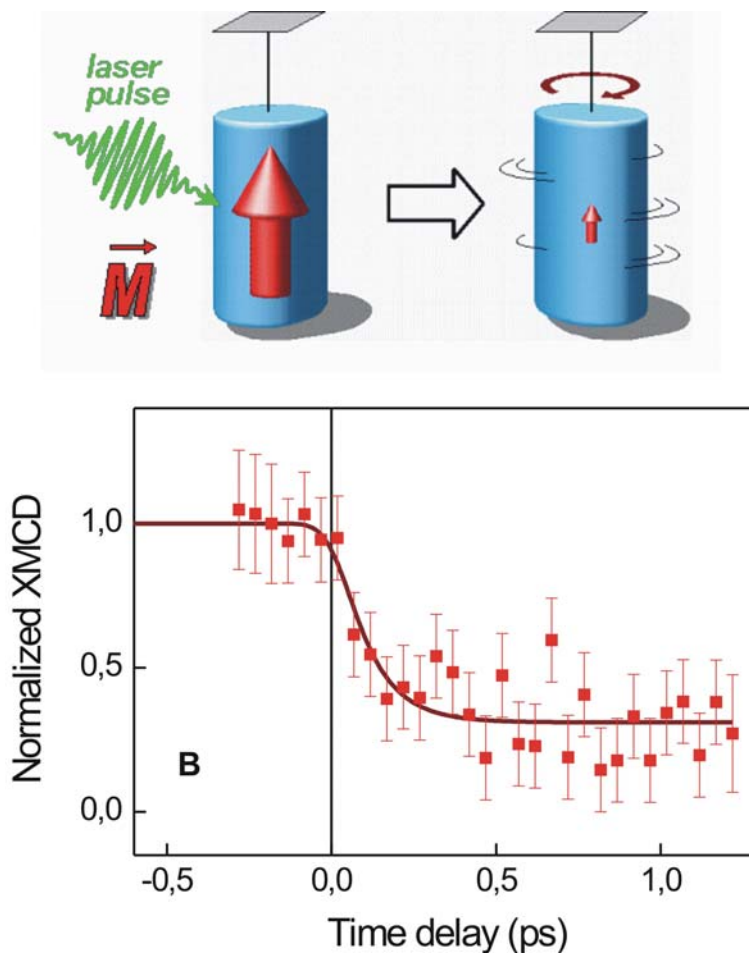 laser
pulse
M
Normalized XMCD
1,0
0,5
0,0
B
-0,5
0,0
0,5
1,0
Time delay (ps)